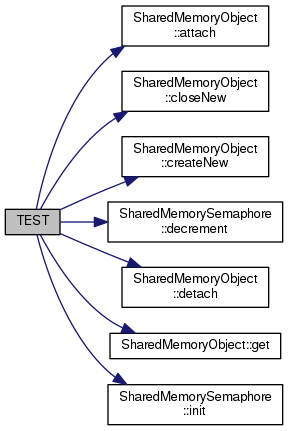 SharedMemoryObject
::attach
SharedMemoryObject
::closeNew
SharedMemoryObject
::createNew
TEST
SharedMemorySemaphore
::decrement
SharedMemoryObject
::detach
SharedMemoryObject::get
SharedMemorySemaphore
::init